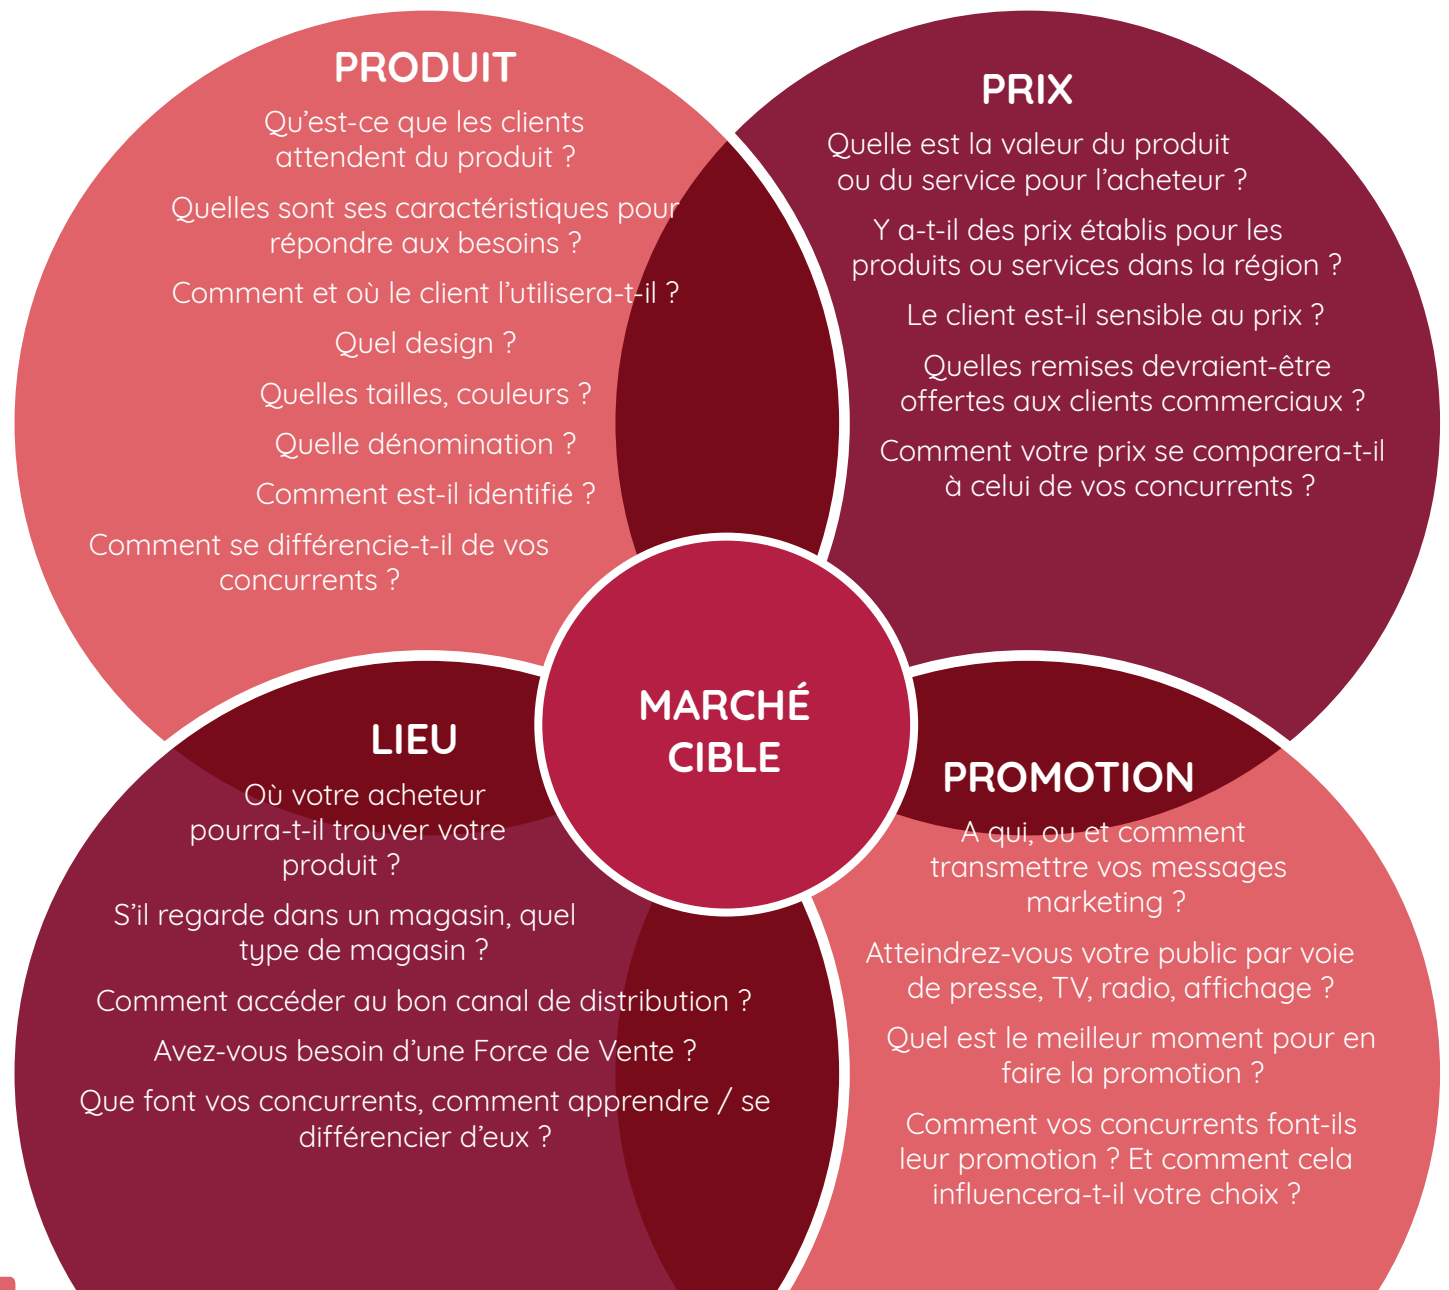 PRODUIT
Qu’est-ce que les clients
attendent du produit ?
Quelles sont ses caractéristiques pour
répondre aux besoins ?
Comment et où le client l’utilisera-t-il ?
Quel design ?
Quelles tailles, couleurs ?
Quelle dénomination ?
Comment est-il identifié ?
Comment se différencie-t-il de vos
concurrents ?
PRIX
Quelle est la valeur du produit
ou du service pour l’acheteur ?
Y a-t-il des prix établis pour les
produits ou services dans la région ?
Le client est-il sensible au prix ?
Quelles remises devraient-être
offertes aux clients commerciaux ?
Comment votre prix se comparera-t-il
à celui de vos concurrents ?
MARCHÉ
CIBLE
LIEU
Où votre acheteur
pourra-t-il trouver votre
produit ?
S’il regarde dans un magasin, quel
type de magasin ?
Comment accéder au bon canal de distribution ?
Avez-vous besoin d’une Force de Vente ?
Que font vos concurrents, comment apprendre / se
différencier d’eux ?
PROMOTION
A qui, ou et comment
transmettre vos messages
marketing ?
Atteindrez-vous votre public par voie
de presse, TV, radio, affichage ?
Quel est le meilleur moment pour en
faire la promotion ?
Comment vos concurrents font-ils
leur promotion ? Et comment cela
influencera-t-il votre choix ?